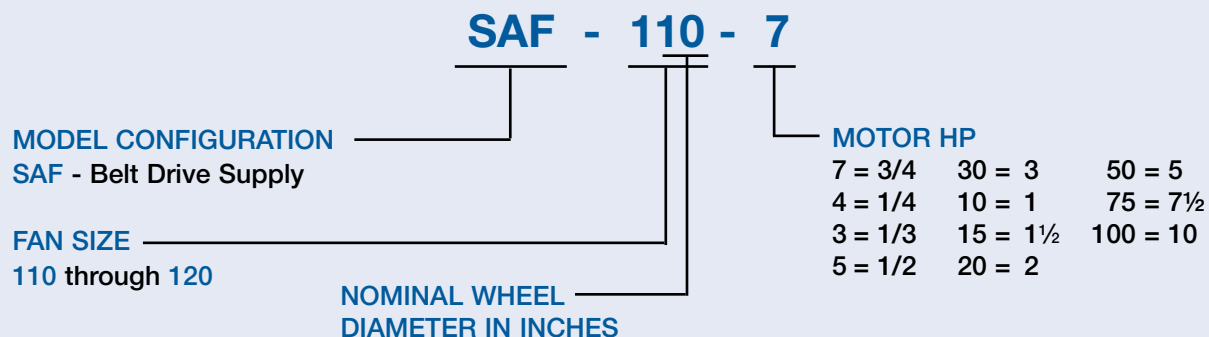 SAF - 110 - 7
MODEL CONFIGURATION
SAF - Belt Drive Supply
FAN SIZE
110 through 120
NOMINAL WHEEL
DIAMETER IN INCHES
MOTOR HP
7 = 3/4 30 = 3 50 = 5
4 = 1/4 10 = 1 75 = 7½
3 = 1/3 15 = 1½ 100 = 10
5 = 1/2 20 = 2